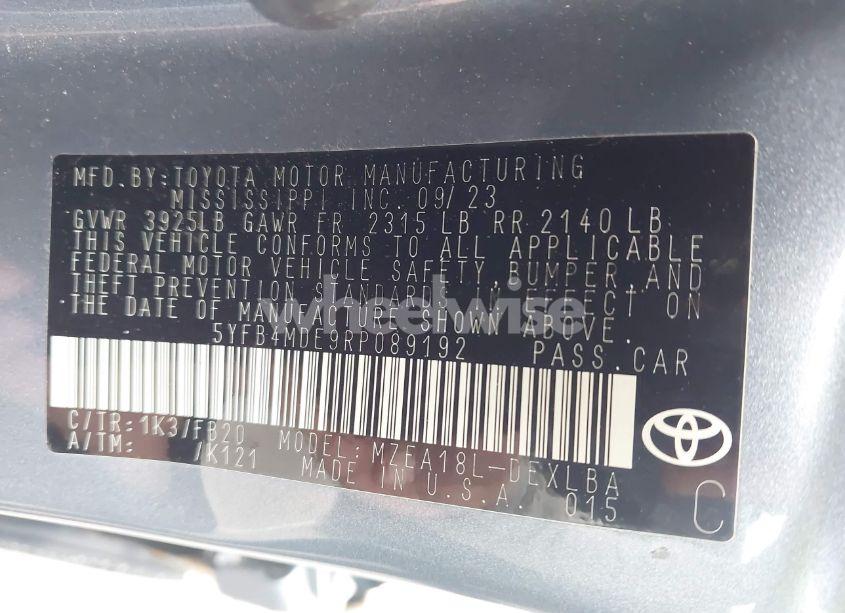 MFD. BY: TOYOTA MOTOR MANUFACTURING
MISSISSIPPI INC. 09/23
GVWR 3925LB GAWR FR 2315 LB RR 2140 LB
THIS VEHICLE CONFORMS TO ALL APPLICABLE
FEDERAL MOTOR VEHICLE SAFETY, BUMPER, AND
THEFT PREVENTION STANDARDS IN EFFECT ON
THE DATE OF MANUFACTURE SHOWN ABOVE.
5YFB4MDE9RP089192 PASS. CAR
C/TR: 1K3/FB20 MODEL: MZEA18L-DEXLBA
A/TM: /K121 MADE IN U.S.A. 015
C
wheelwise